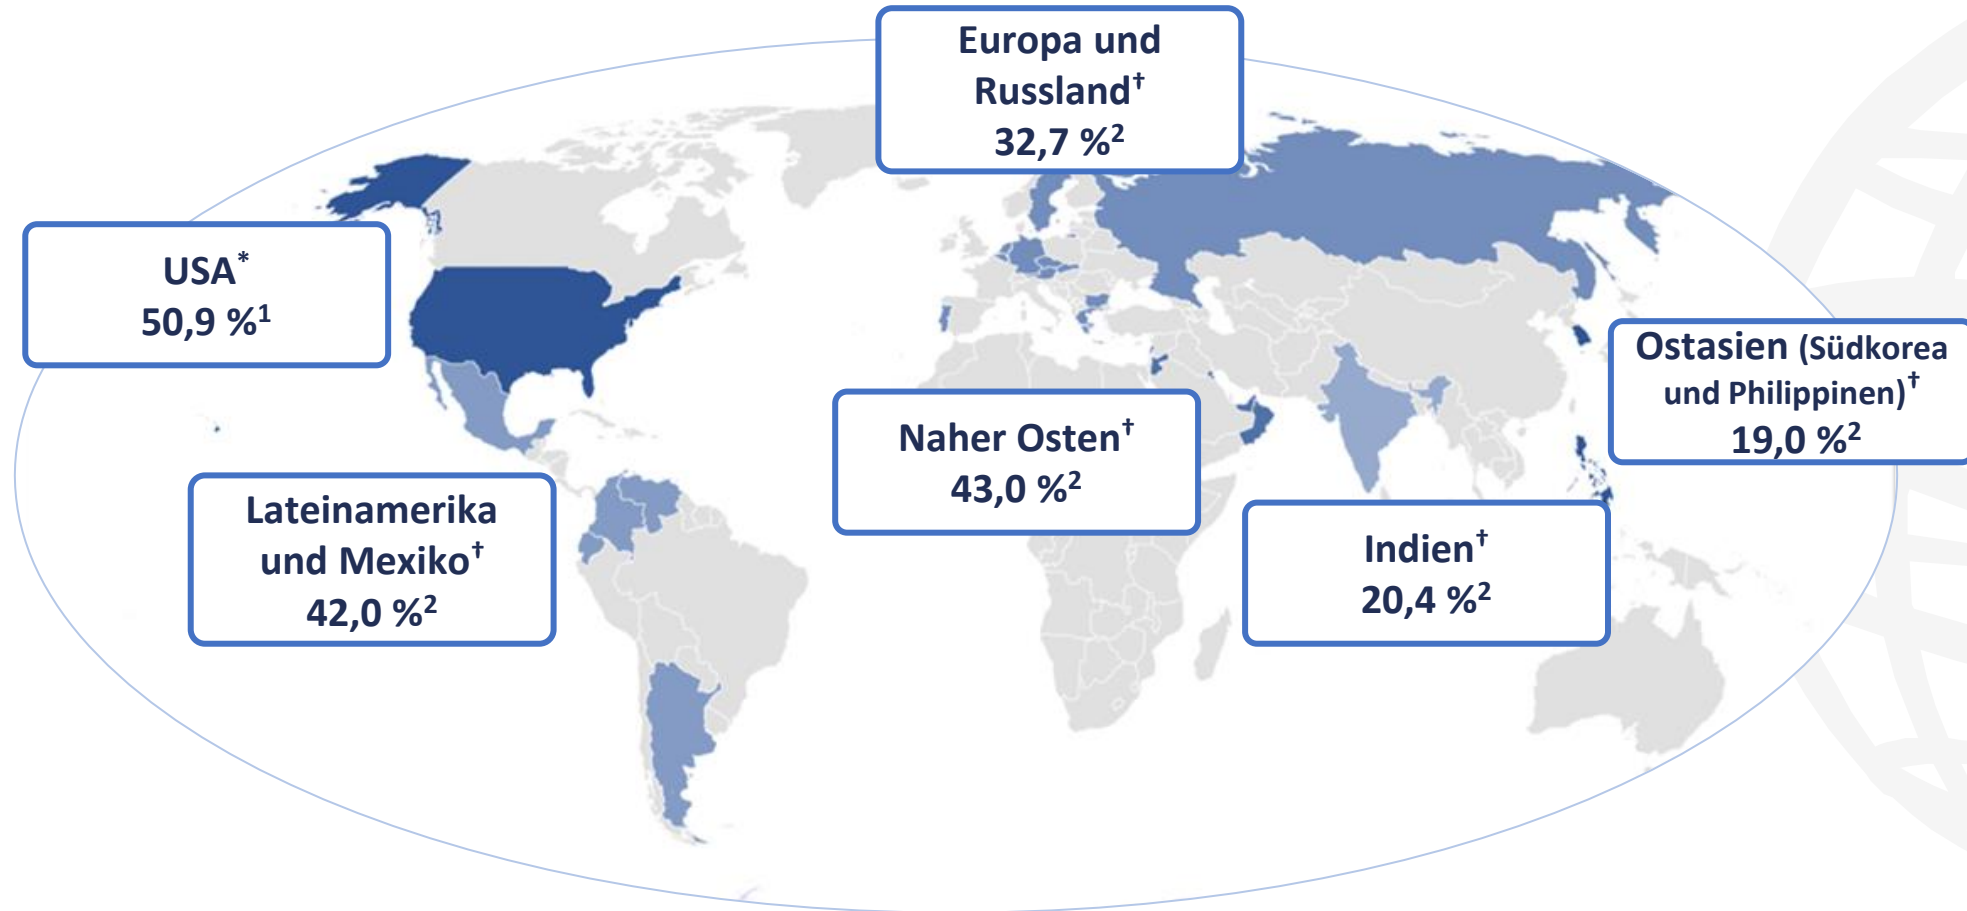 Europa und
Russland†
32,7 %²
USA*
50,9 %¹
Ostasien (Südkorea
und Philippinen)†
19,0 %²
Naher Osten†
43,0 %²
Lateinamerika
und Mexiko†
42,0 %²
Indien†
20,4 %²